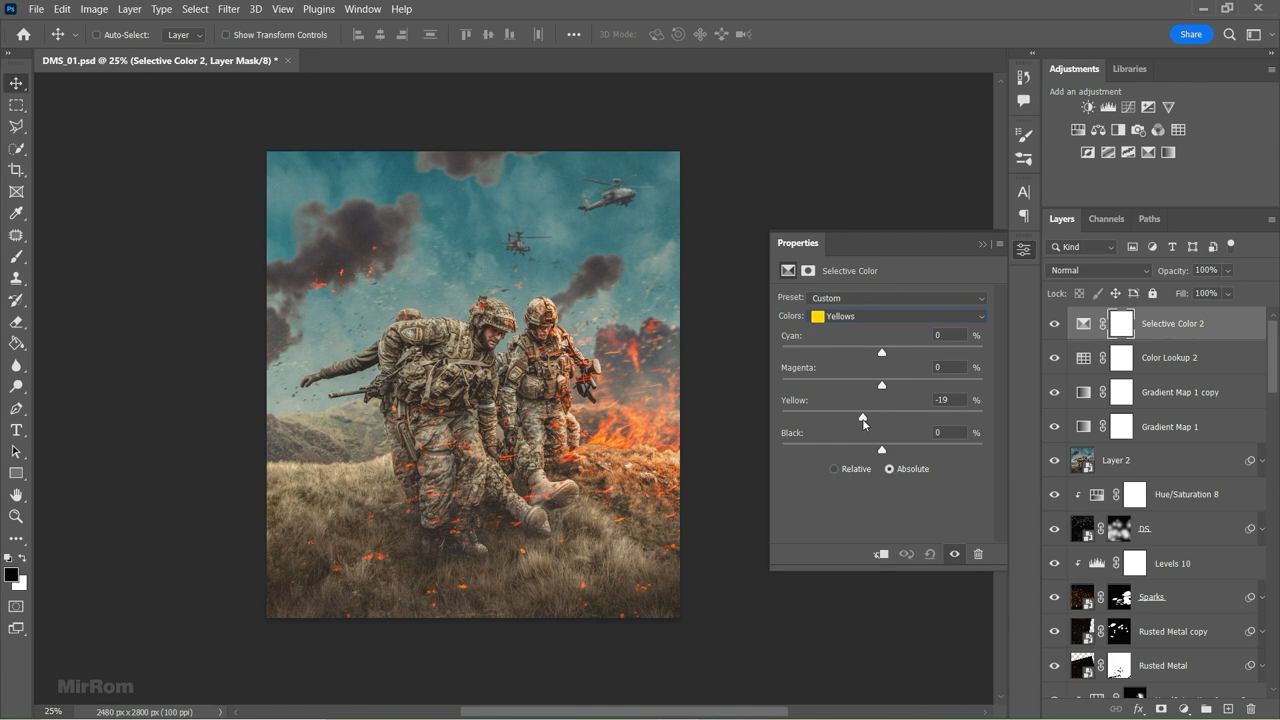 Ps File Edit Image Layer Type Select Filter 3D View Plugins Window Help
Auto-Select: Layer Show Transform Controls 3D Mode: Share
DMS_01.psd @ 25% (Selective Color 2, Layer Mask/8) *
Adjustments Libraries
Add an adjustment
Layers Channels Paths
Kind
Normal Opacity: 100%
Lock: Fill: 100%
Selective Color 2
Color Lookup 2
Gradient Map 1 copy
Gradient Map 1
Layer 2
Hue/Saturation 8
DS
Levels 10
Sparks
Rusted Metal copy
Rusted Metal
Properties
Selective Color
Preset: Custom
Colors: Yellows
Cyan: 0 %
Magenta: 0 %
Yellow: -19 %
Black: 0 %
Relative Absolute
MirRom
25% 2480 px x 2800 px (100 ppi)